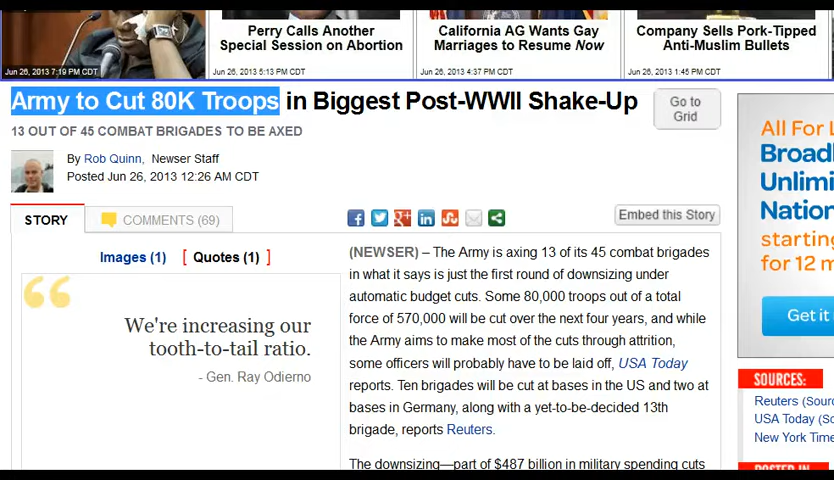 Perry Calls Another
Special Session on Abortion
California AG Wants Gay
Marriages to Resume Now
Company Sells Pork-Tipped
Anti-Muslim Bullets
Jun 26, 2013 7:19 PM CDT
Jun 26, 2013 5:13 PM CDT
Jun 26, 2013 4:37 PM CDT
Jun 26, 2013 1:45 PM CDT
Army to Cut 80K Troops in Biggest Post-WWII Shake-Up
Go to
Grid
13 OUT OF 45 COMBAT BRIGADES TO BE AXED
By Rob Quinn, Newser Staff
Posted Jun 26, 2013 12:26 AM CDT
STORY
COMMENTS (69)
Embed this Story
Images (1) [ Quotes (1) ]
We're increasing our
tooth-to-tail ratio.
- Gen. Ray Odierno
(NEWSER) – The Army is axing 13 of its 45 combat brigades
in what it says is just the first round of downsizing under
automatic budget cuts. Some 80,000 troops out of a total
force of 570,000 will be cut over the next four years, and while
the Army aims to make most of the cuts through attrition,
some officers will probably have to be laid off, USA Today
reports. Ten brigades will be cut at bases in the US and two at
bases in Germany, along with a yet-to-be-decided 13th
brigade, reports Reuters.
The downsizing—part of $487 billion in military spending cuts
All For L
Broadl
Unlimi
Nation
starting
for 12 m
Get it
SOURCES:
Reuters (Sourc
USA Today (So
New York Time
POSTED IN